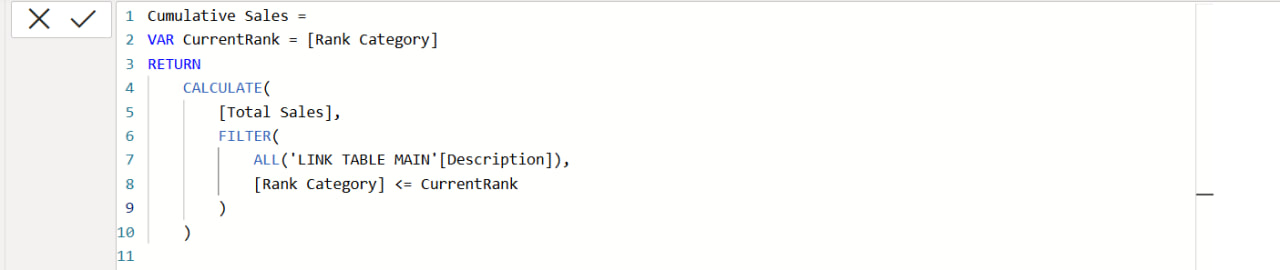 1 Cumulative Sales =
2 VAR CurrentRank = [Rank Category]
3 RETURN
4 CALCULATE(
5 [Total Sales],
6 FILTER(
7 ALL('LINK TABLE MAIN'[Description]),
8 [Rank Category] <= CurrentRank
9 )
10 )
11